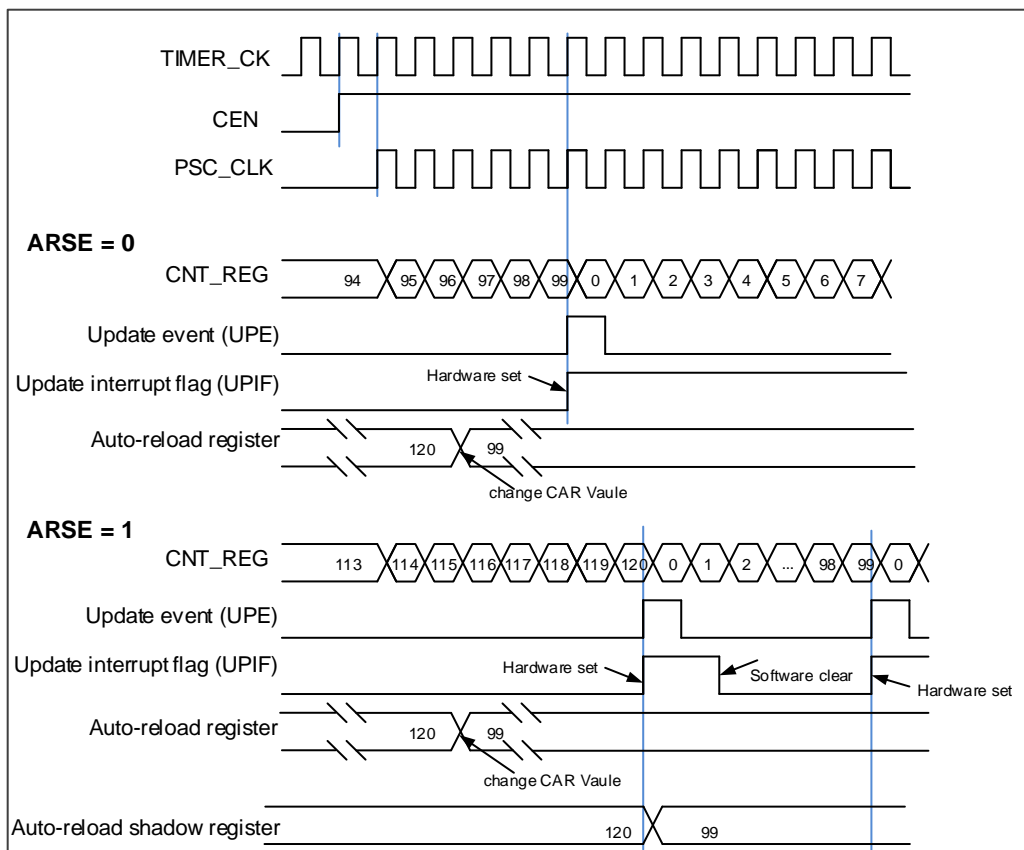 TIMER_CK
CEN
PSC_CLK
ARSE = 0
CNT_REG 94 95 96 97 98 99 0 1 2 3 4 5 6 7
Update event (UPE)
Update interrupt flag (UPIF) Hardware set
Auto-reload register 120 99
change CAR Vaule
ARSE = 1
CNT_REG 113 114 115 116 117 118 119 120 0 1 2 ... 98 99 0
Update event (UPE)
Update interrupt flag (UPIF) Hardware set Software clear Hardware set
Auto-reload register 120 99
change CAR Vaule
Auto-reload shadow register 120 99